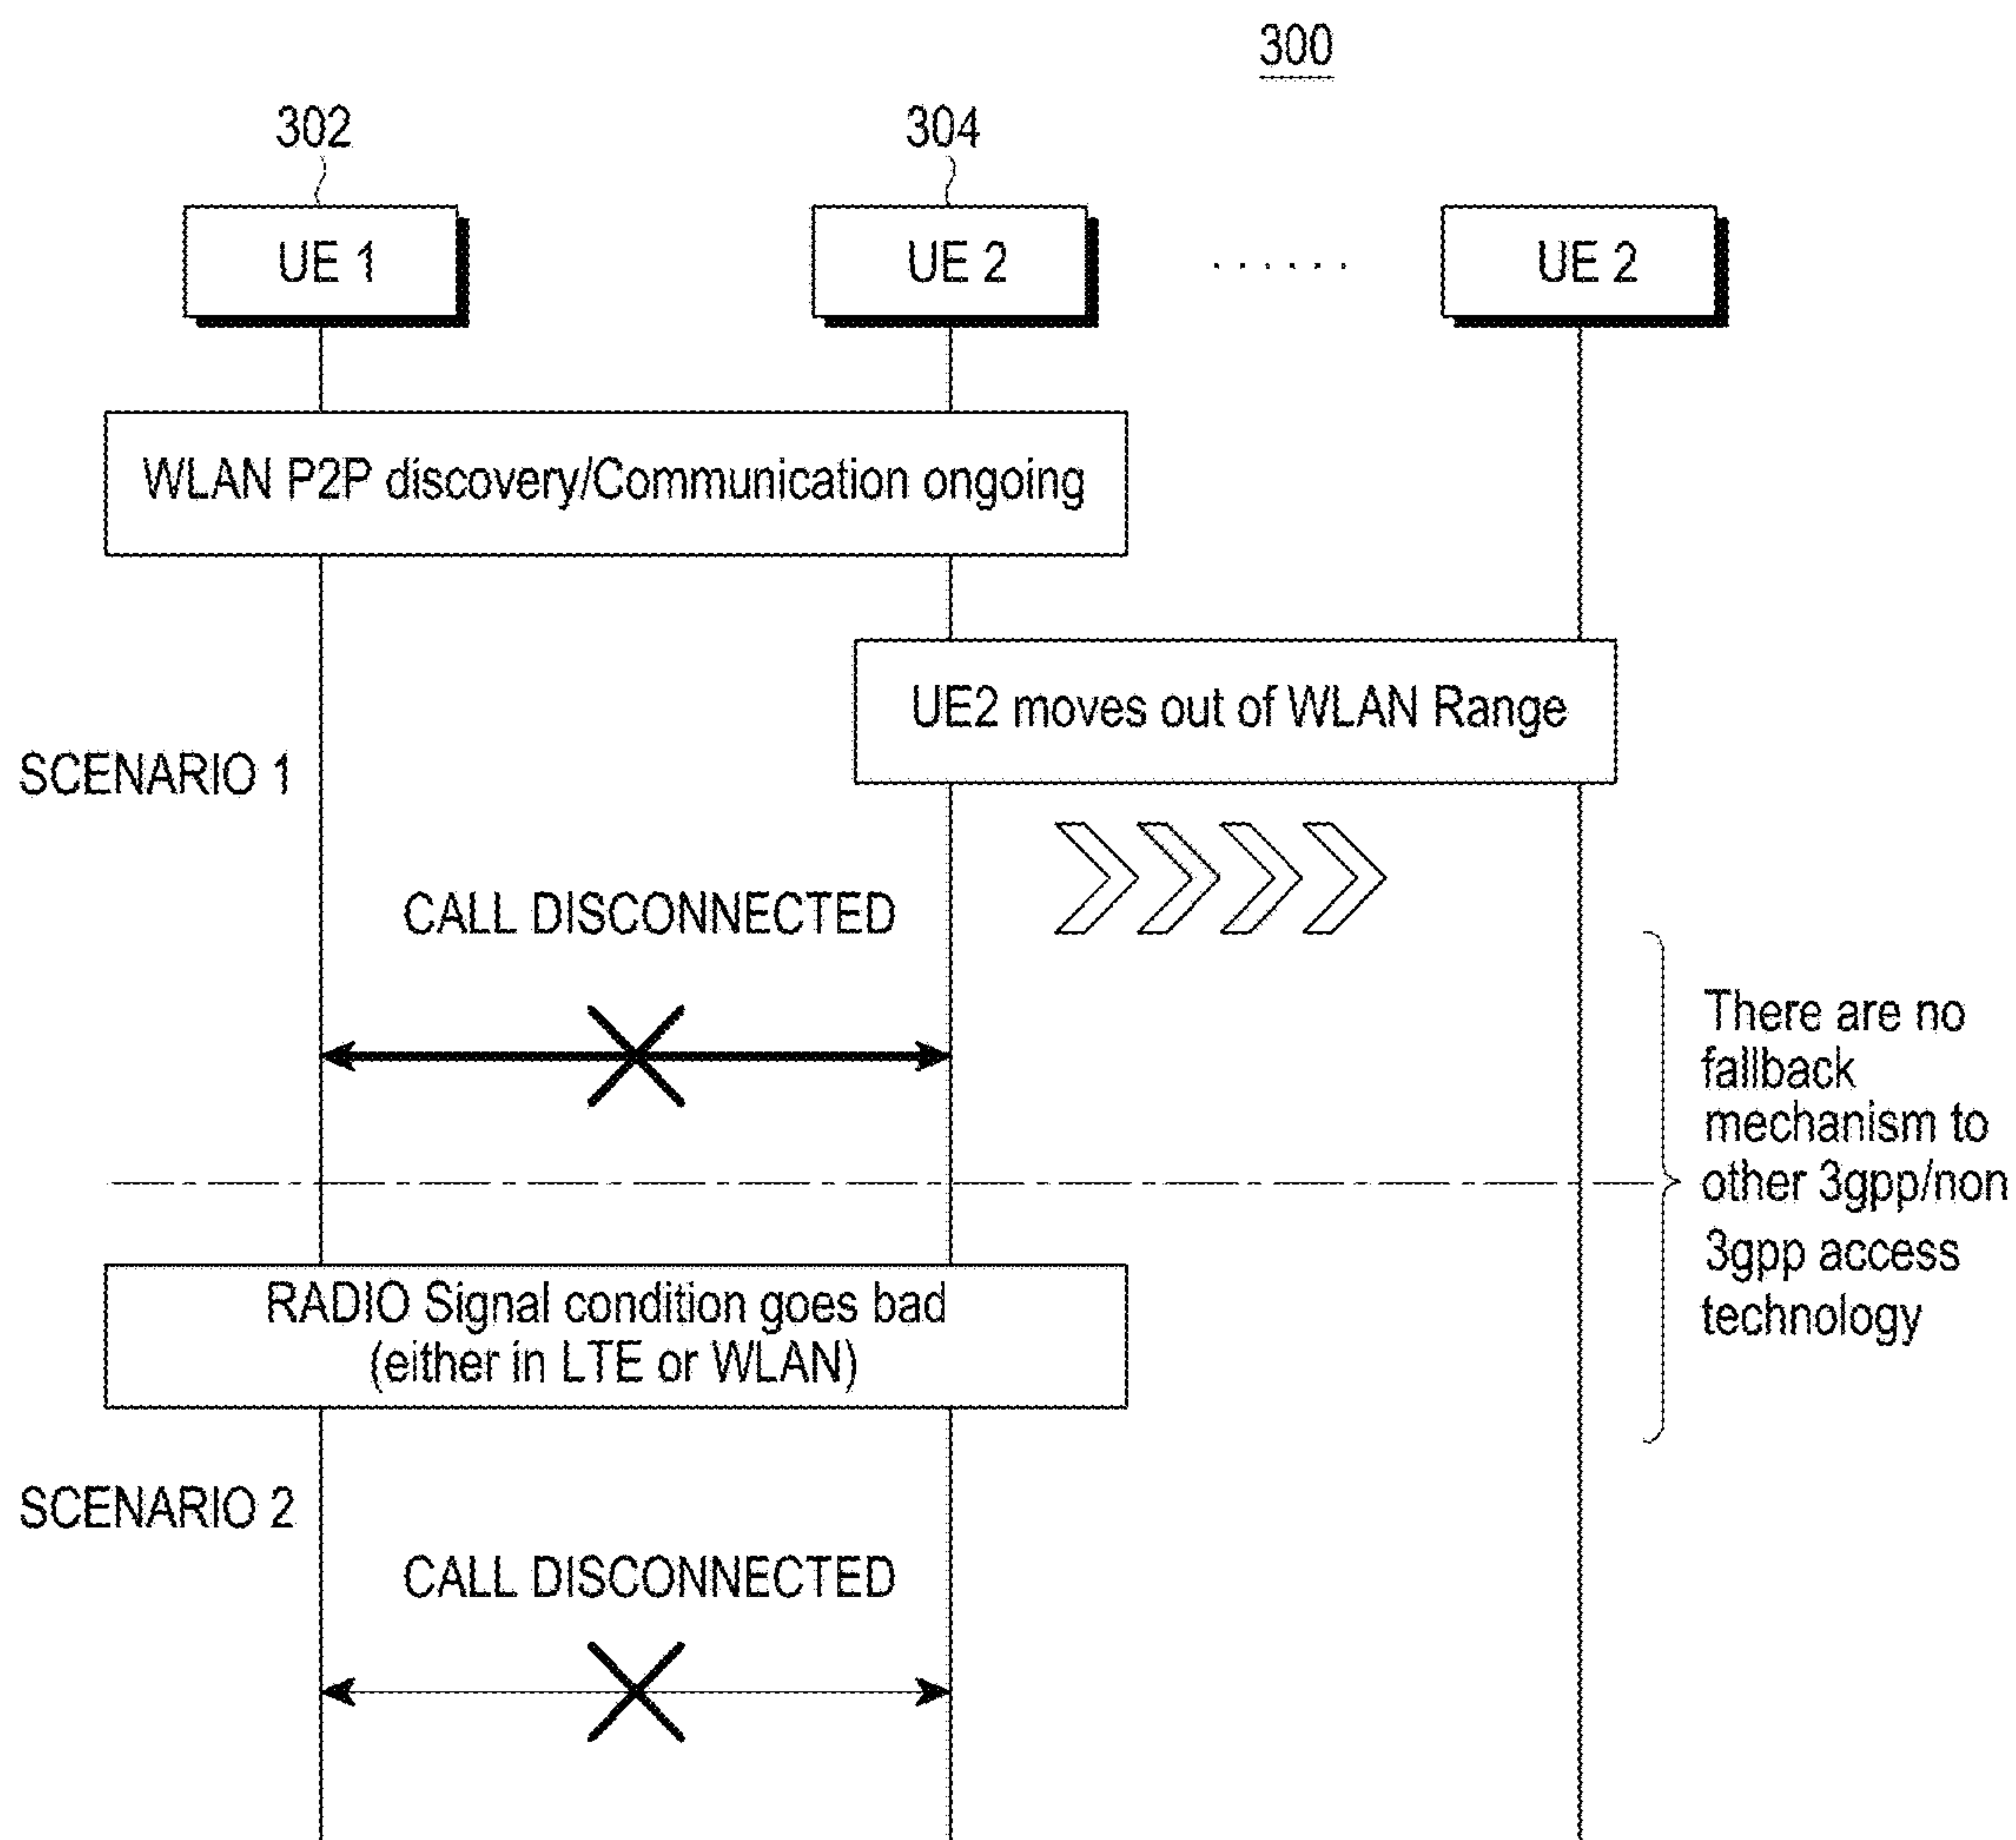 300
302
304
UE 1
UE 2
......
UE 2
WLAN P2P discovery/Communication ongoing
UE2 moves out of WLAN Range
SCENARIO 1
CALL DISCONNECTED
There are no
fallback
mechanism to
other 3gpp/non
3gpp access
technology
RADIO Signal condition goes bad
(either in LTE or WLAN)
SCENARIO 2
CALL DISCONNECTED